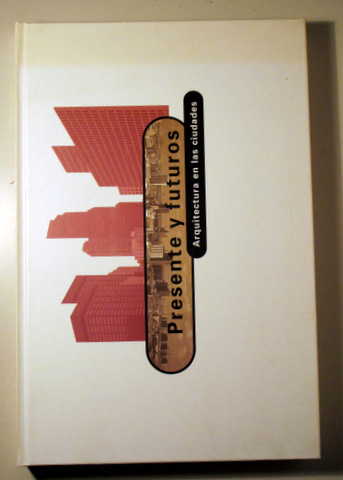 Presente y futuros
Arquitectura en las ciudades